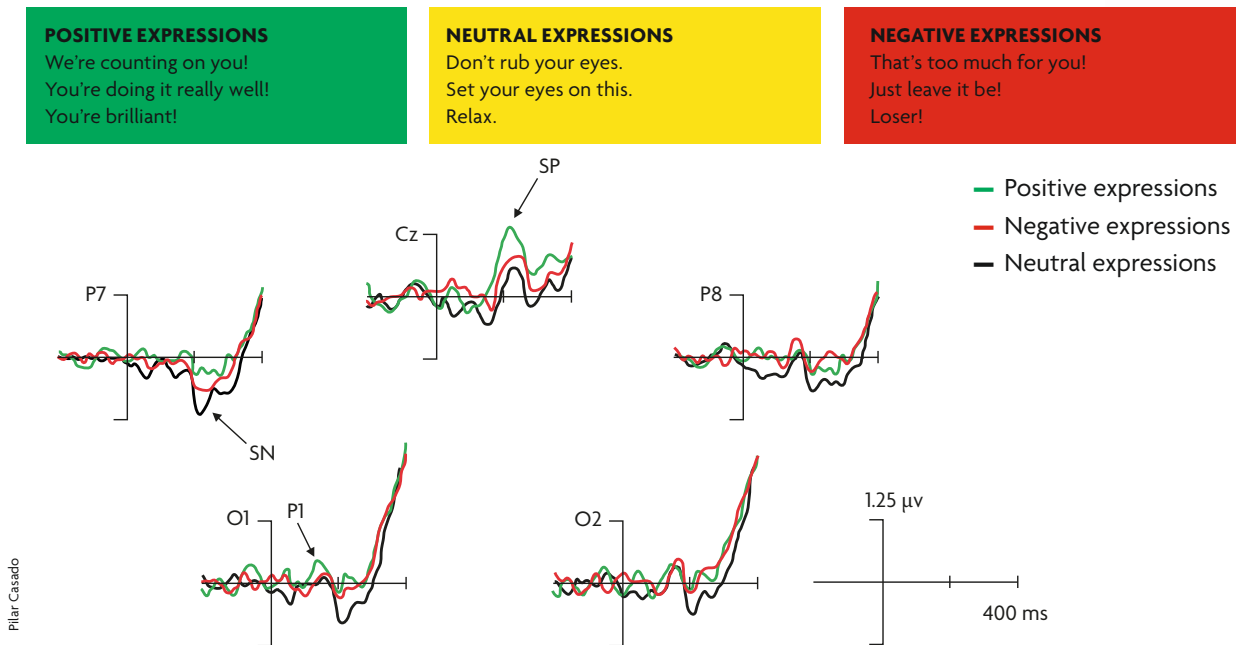 POSITIVE EXPRESSIONS
We’re counting on you!
You’re doing it really well!
You’re brilliant!
NEUTRAL EXPRESSIONS
Don’t rub your eyes.
Set your eyes on this.
Relax.
NEGATIVE EXPRESSIONS
That’s too much for you!
Just leave it be!
Loser!
SP
Positive expressions
Negative expressions
Neutral expressions
Cz
P7
P8
SN
O1
P1
O2
1.25 µv
400 ms
Pilar Casado